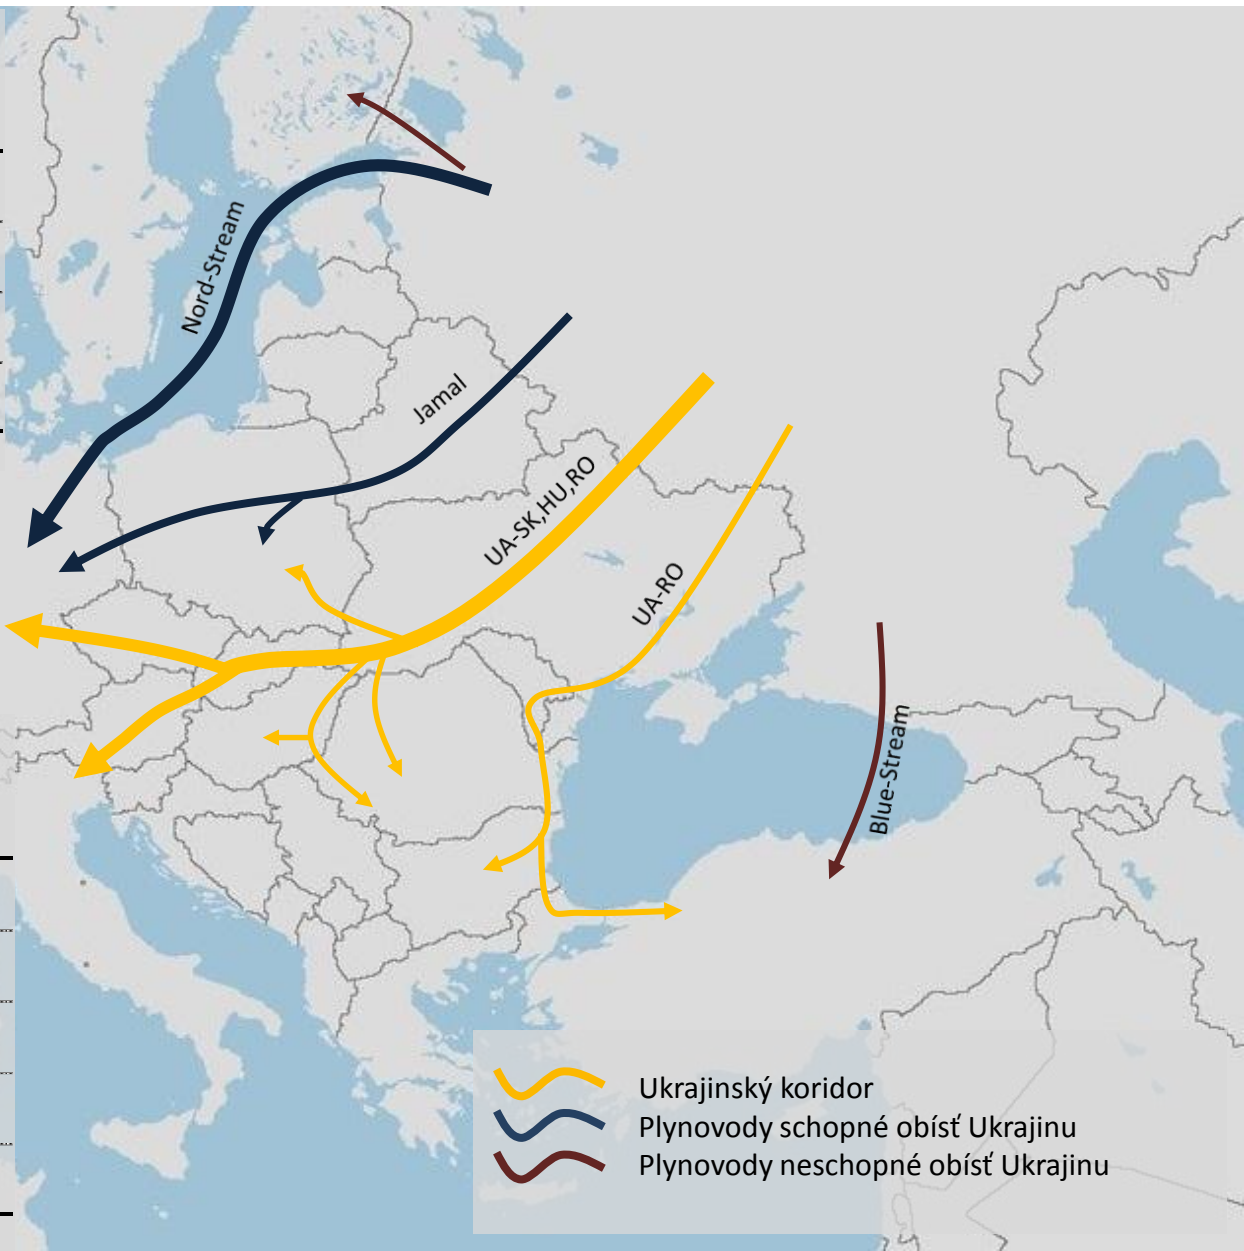 Nord-Stream
Jamal
UA-SK,HU,RO
UA-RO
Blue-Stream
Ukrajinský koridor
Plynovody schopné obísť Ukrajinu
Plynovody neschopné obísť Ukrajinu